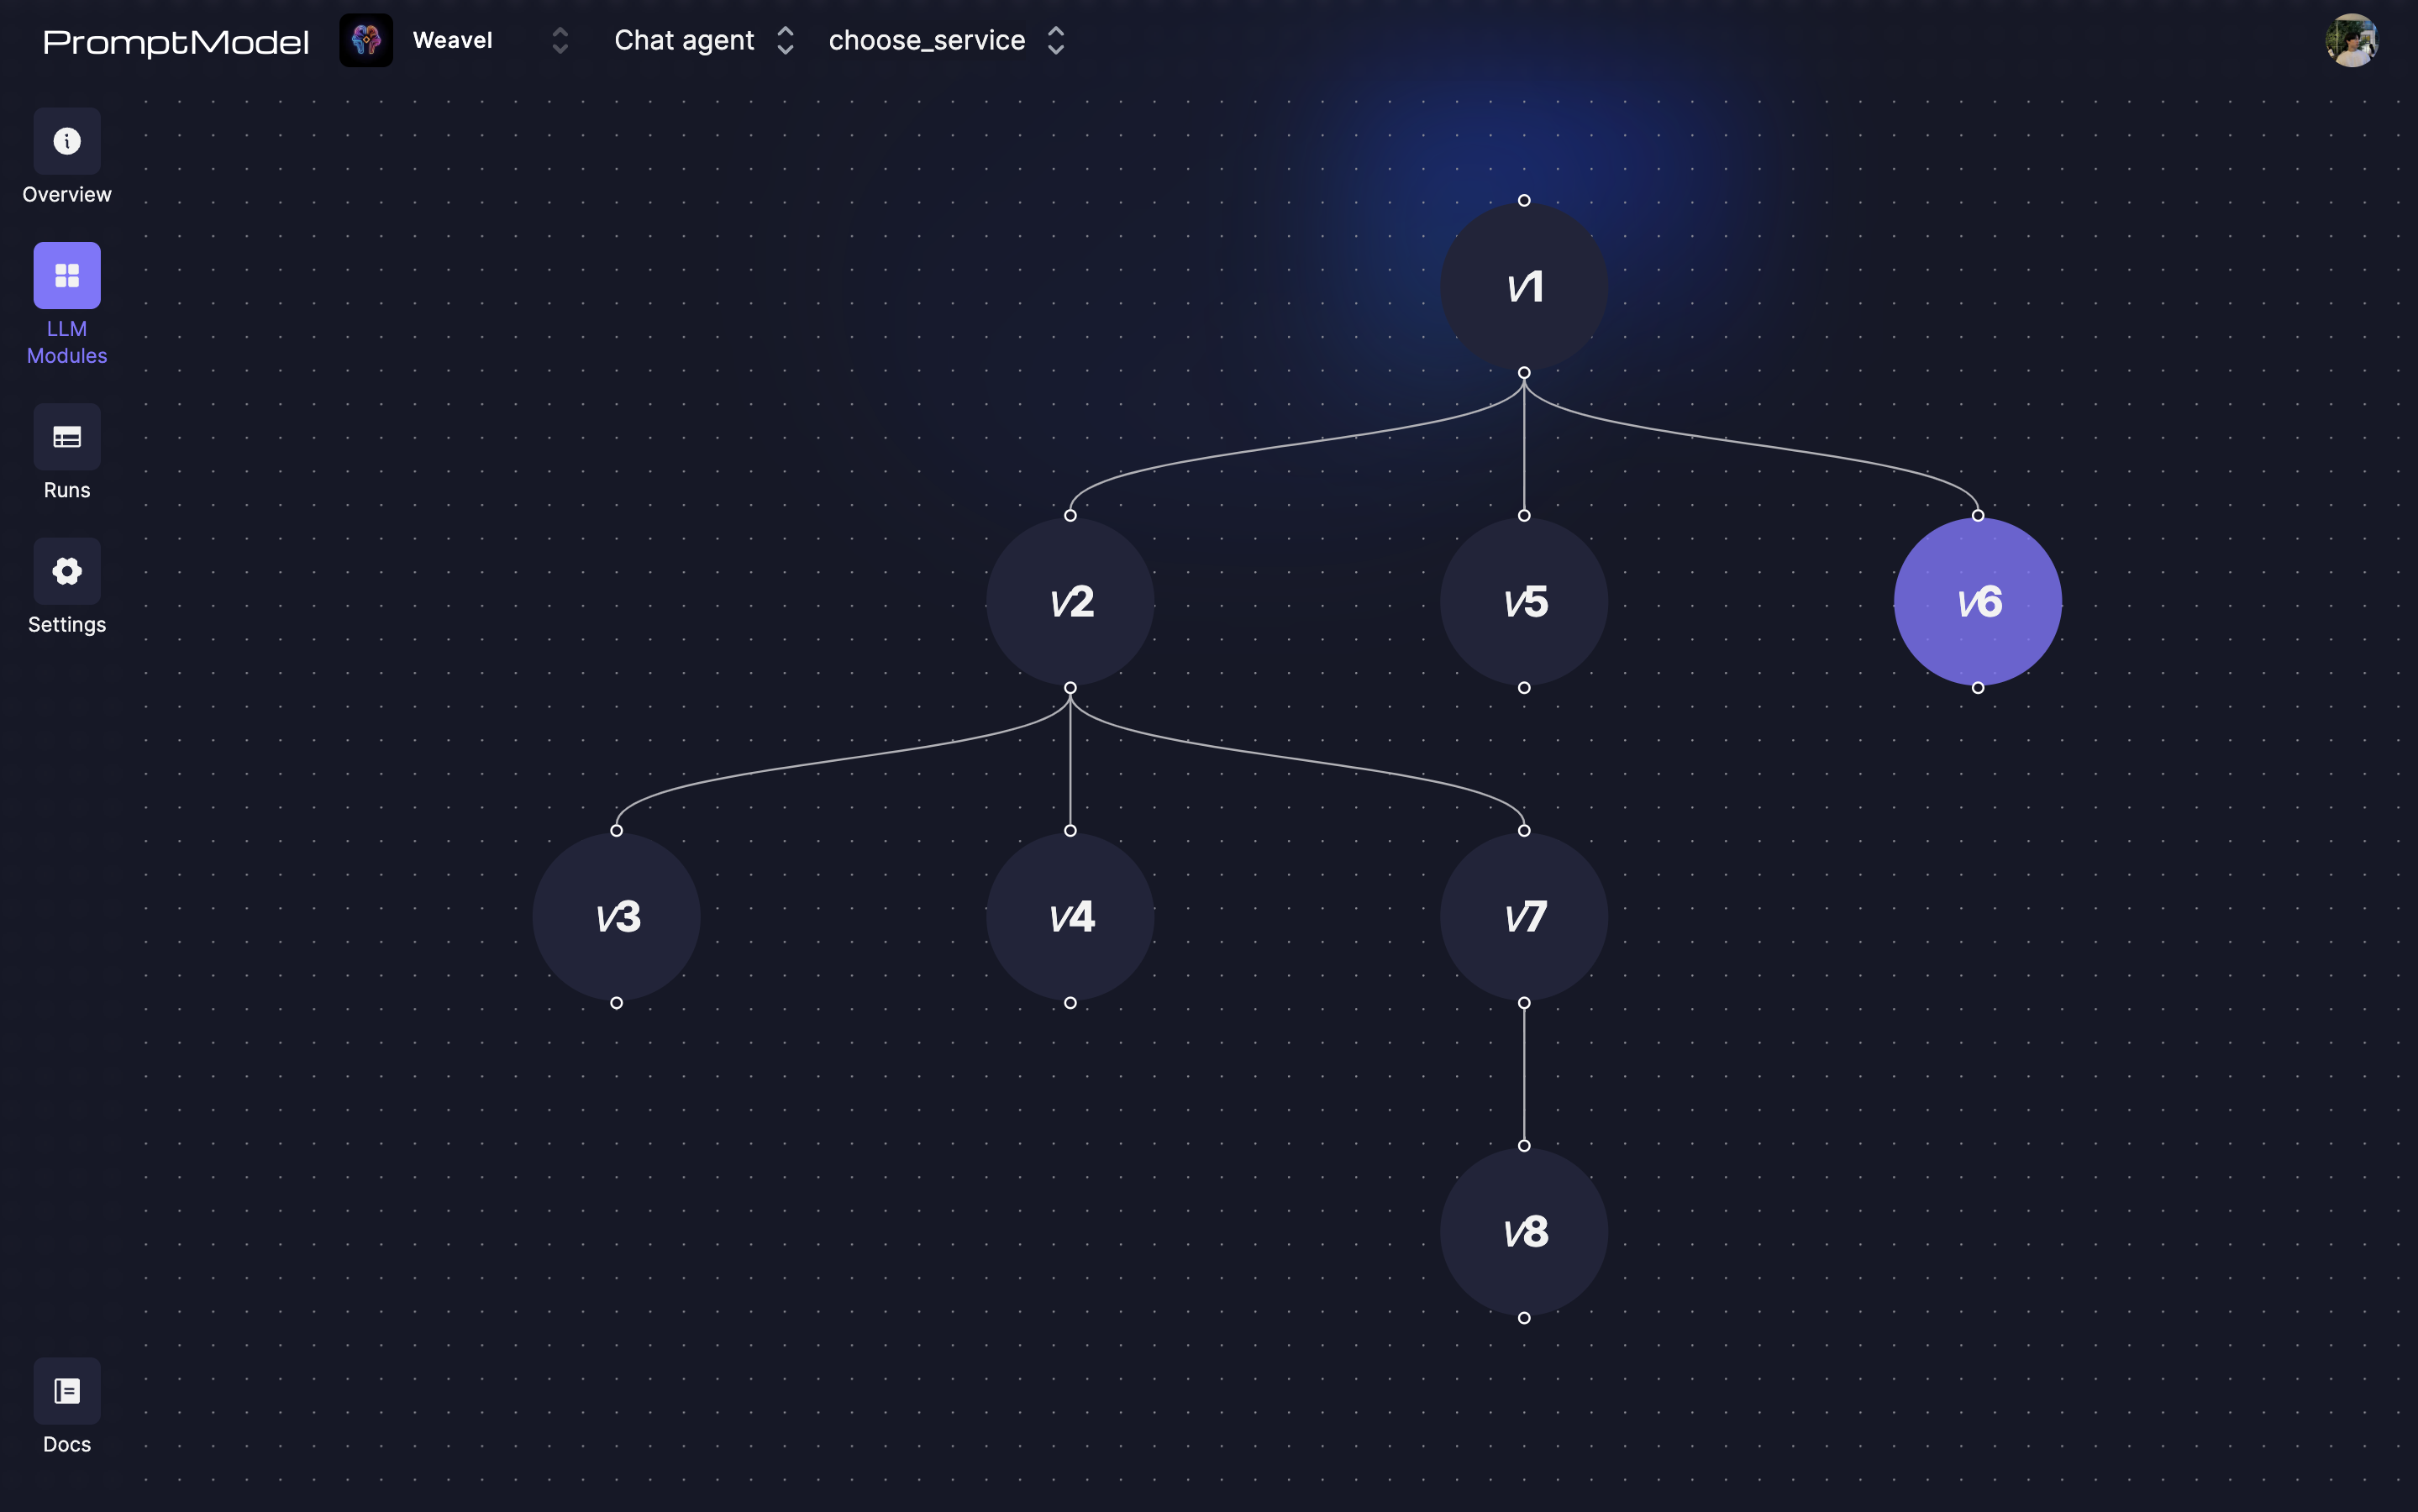 PromptModel Weavel Chat agent choose_service
Overview
LLM
Modules
Runs
Settings
Docs
v1
v2 v5 v6
v3 v4 v7
v8